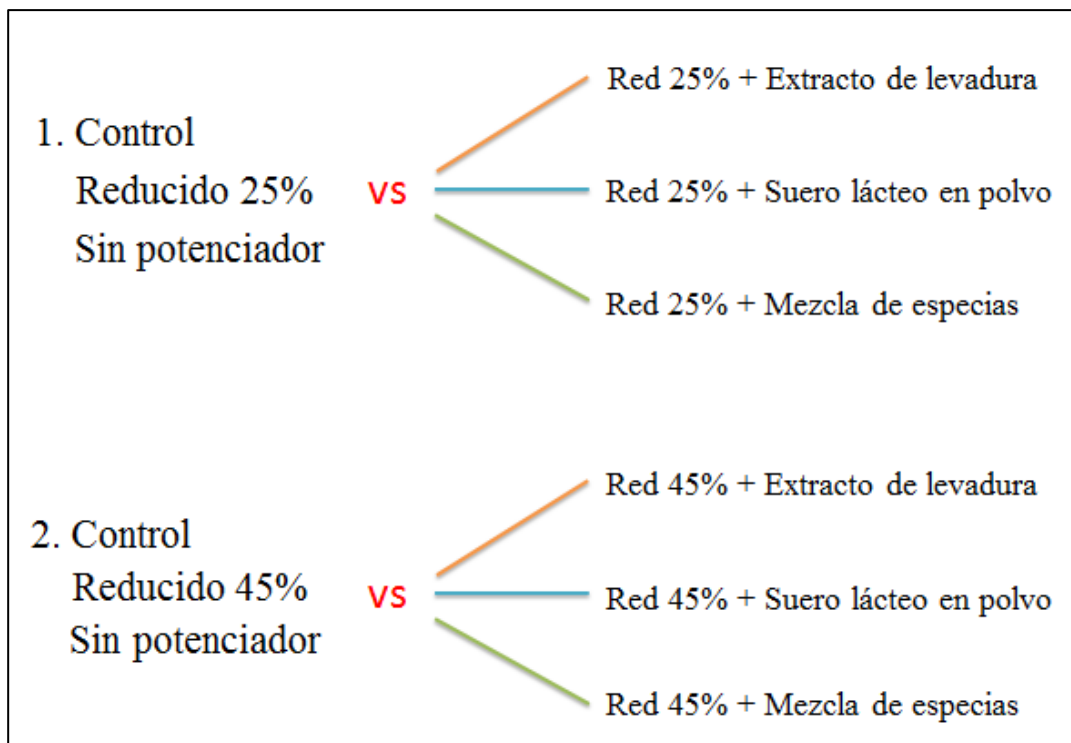 1. Control
Reducido 25%
Sin potenciador
vs
Red 25% + Extracto de levadura
Red 25% + Suero lácteo en polvo
Red 25% + Mezcla de especias
2. Control
Reducido 45%
Sin potenciador
vs
Red 45% + Extracto de levadura
Red 45% + Suero lácteo en polvo
Red 45% + Mezcla de especias